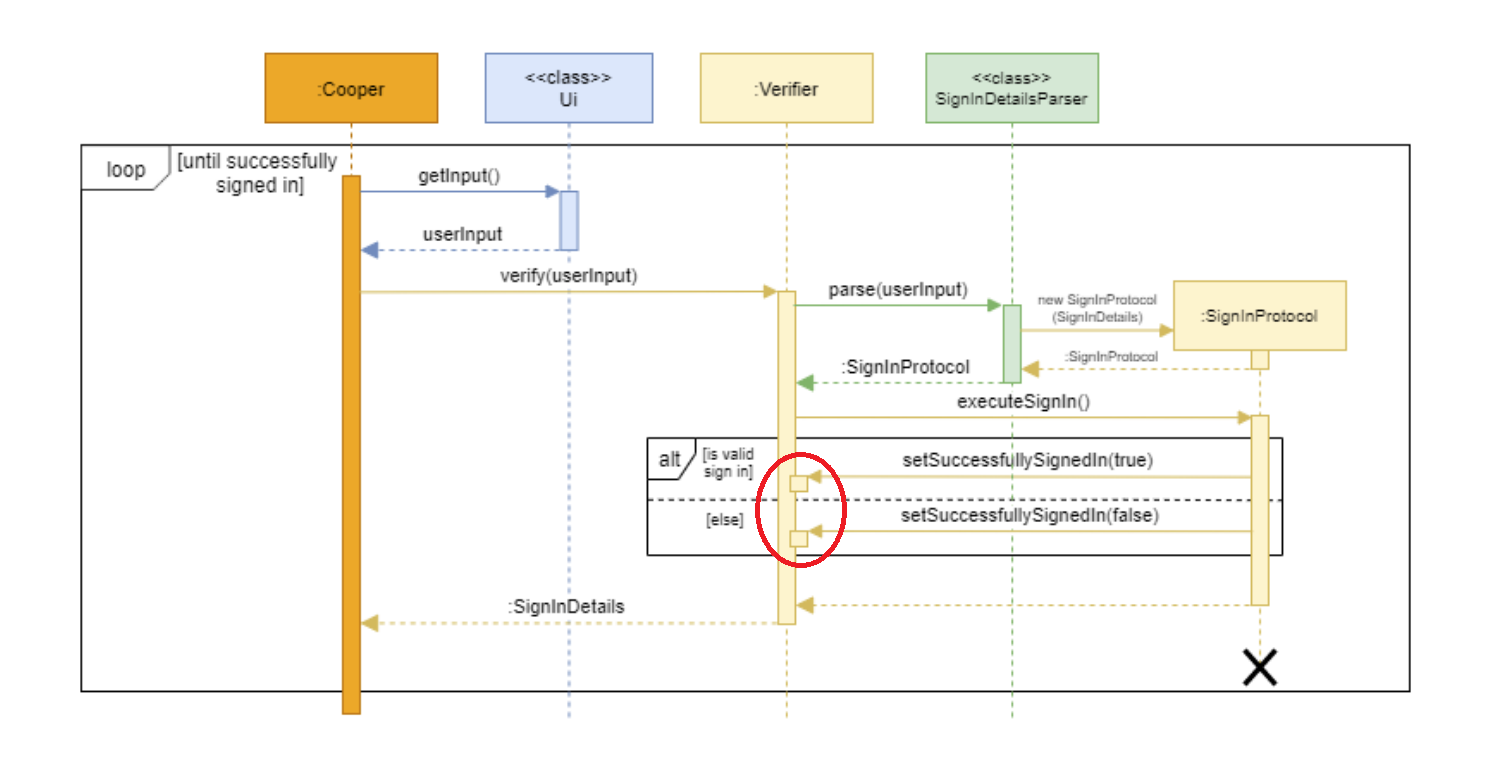 :Cooper
<<class>>
Ui
:Verifier
<<class>>
SignInDetailsParser
loop
[until successfully
signed in]
getInput()
userInput
verify(userInput)
parse(userInput)
new SignInProtocol
(SignInDetails)
:SignInProtocol
:SignInProtocol
:SignInProtocol
executeSignIn()
alt
[is valid
sign in]
setSuccessfullySignedIn(true)
[else]
setSuccessfullySignedIn(false)
:SignInDetails